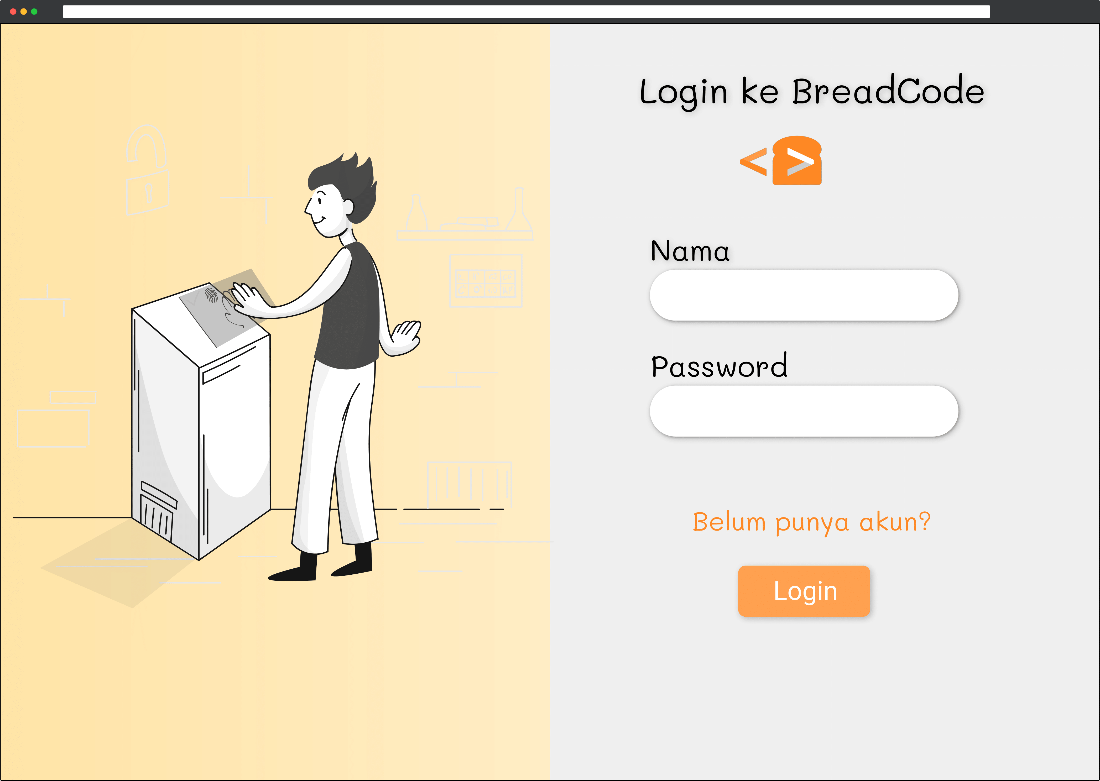 Login ke BreadCode
< >
Nama
Password
Belum punya akun?
Login